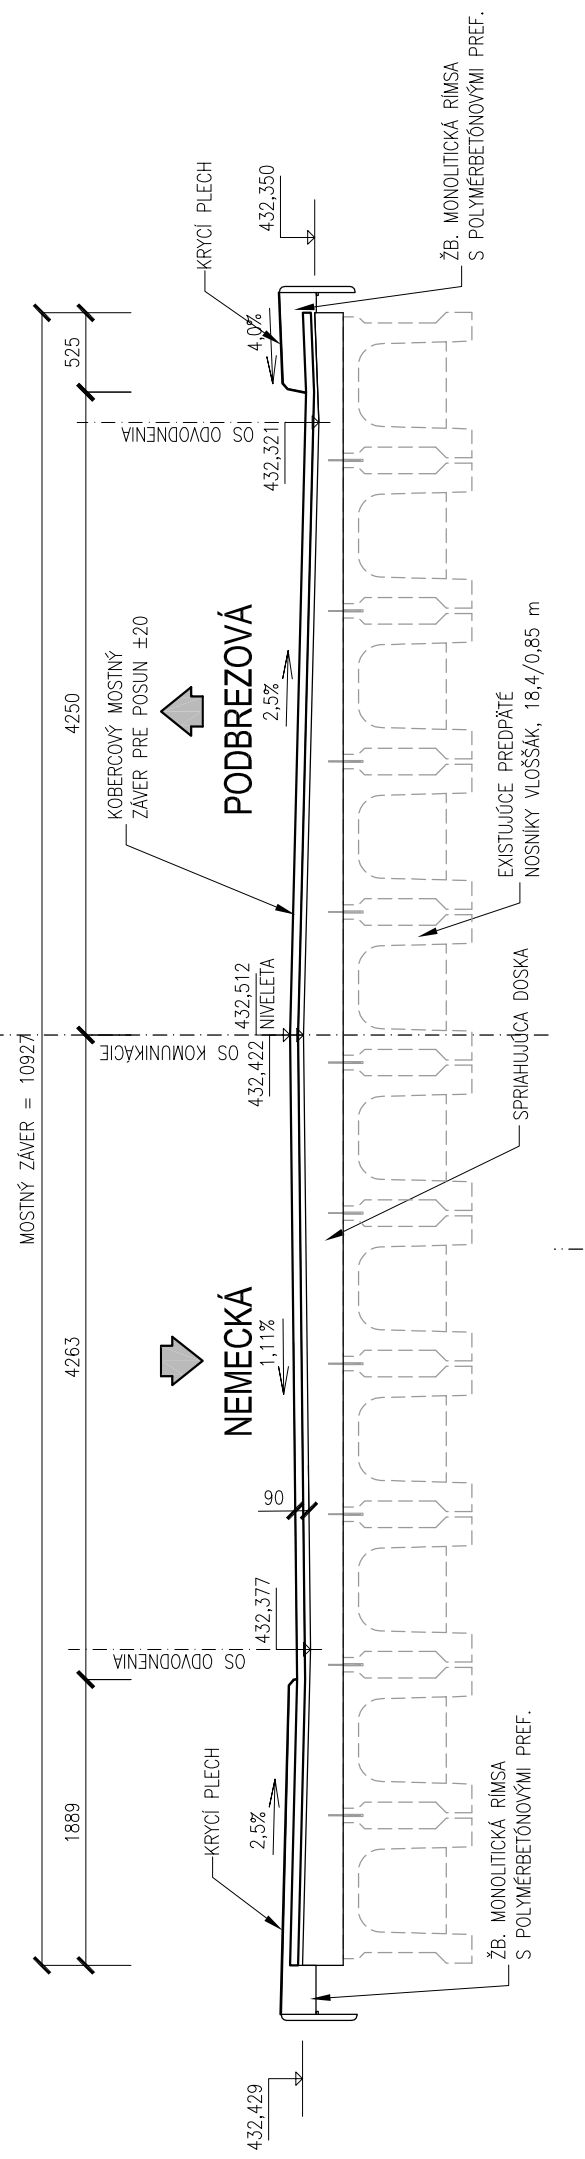 MOSTNÝ ZÁVER = 10927
1889
4263
4250
525
OS ODVODNENIA
OS KOMUNIKÁCIE
OS ODVODNENIA
KOBERCOVÝ MOSTNÝ
ZÁVER PRE POSUN ±20
KRYCÍ PLECH
KRYCÍ PLECH
NEMECKÁ
PODBREZOVÁ
432,429
2,5%
432,377
90
1,11%
432,422
432,512
NIVELETA
2,5%
432,321
4,0%
432,350
ŽB. MONOLITICKÁ RÍMSA
S POLYMÉRBETÓNOVÝMI PREF.
SPRIAHUJÚCA DOSKA
EXISTUJÚCE PREDPÄTÉ
NOSNÍKY VLOŠŠÁK, 18,4/0,85 m
ŽB. MONOLITICKÁ RÍMSA
S POLYMÉRBETÓNOVÝMI PREF.